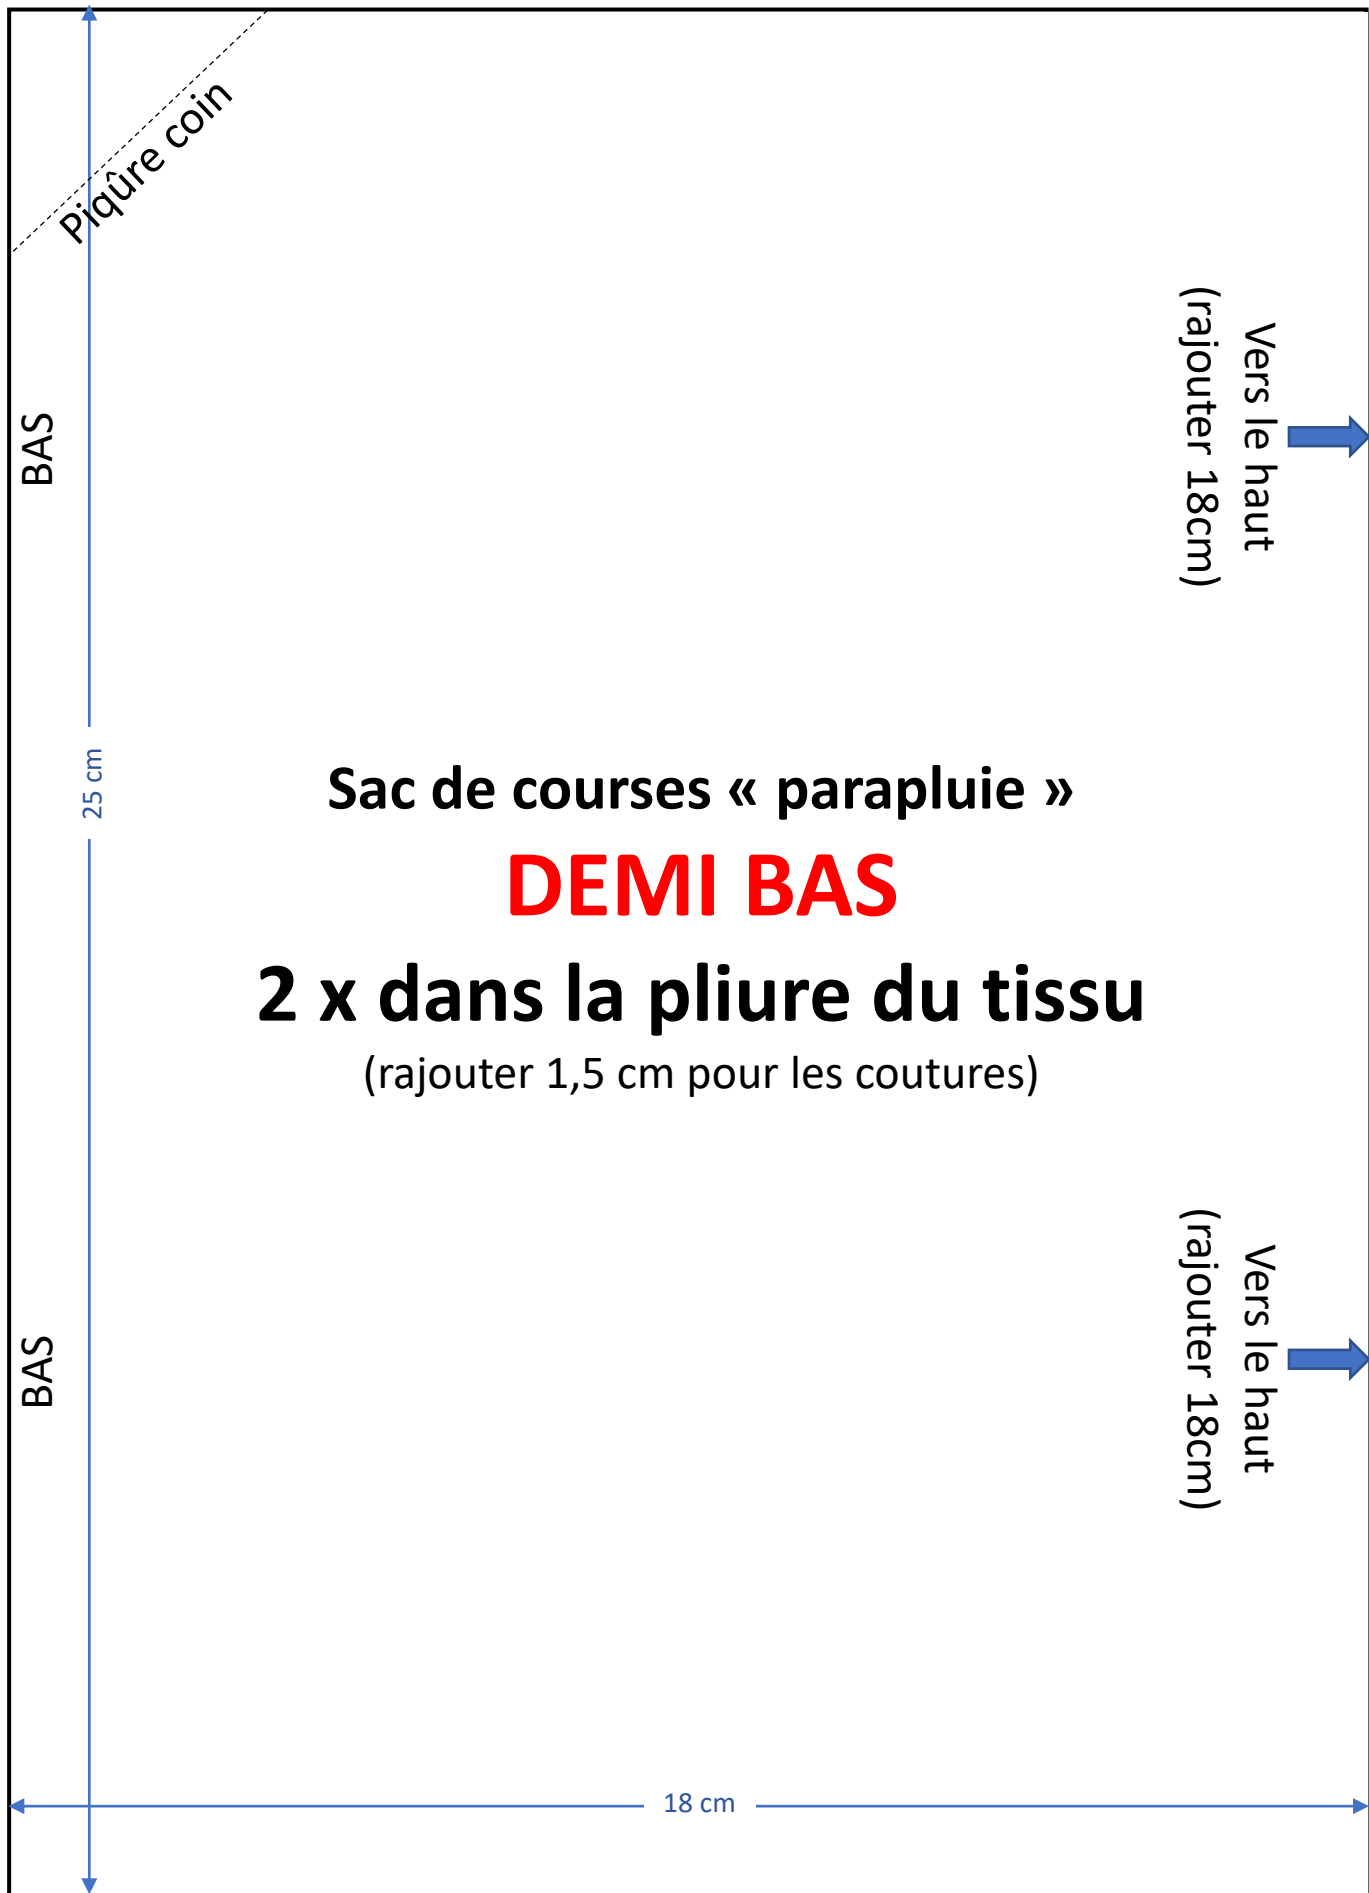 Piqûre coin
BAS
Vers le haut
(rajouter 18cm)
25 cm
Sac de courses « parapluie »
DEMI BAS
2 x dans la pliure du tissu
(rajouter 1,5 cm pour les coutures)
BAS
Vers le haut
(rajouter 18cm)
18 cm